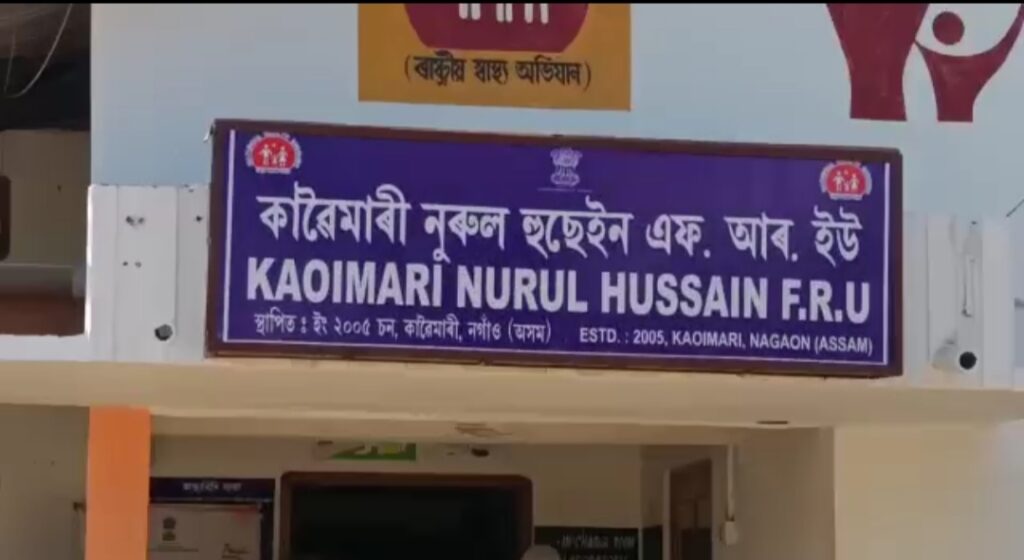 (ৰাষ্ট্ৰীয় স্বাস্থ্য অভিযান)
কাৱৈমাৰী নুৰুল হুছেইন এফ. আৰ. ইউ
KAOIMARI NURUL HUSSAIN F.R.U
স্থাপিত : ইং ২০০৫ চন, কাৱৈমাৰী, নগাঁও (অসম)
ESTD. : 2005, KAOIMARI, NAGAON (ASSAM)